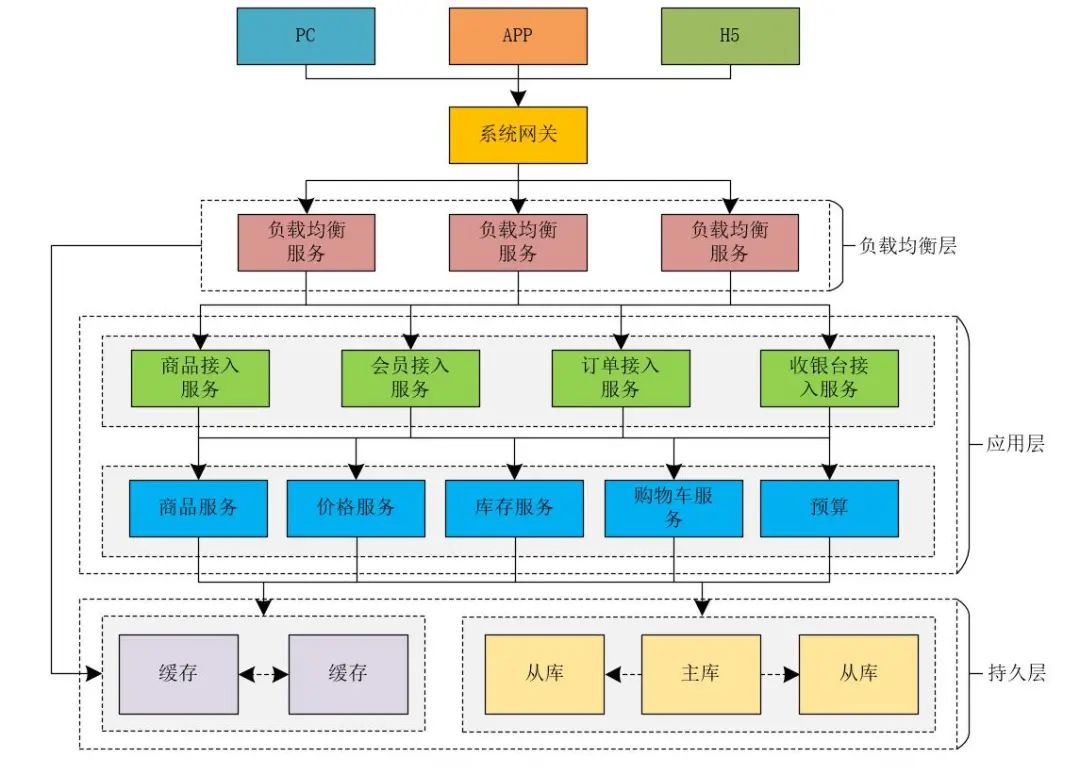 PC
APP
H5
系统网关
负载均衡
服务
负载均衡
服务
负载均衡
服务
负载均衡层
商品接入
服务
会员接入
服务
订单接入
服务
收银台接
入服务
应用层
商品服务
价格服务
库存服务
购物车服
务
预算
缓存
缓存
从库
主库
从库
持久层